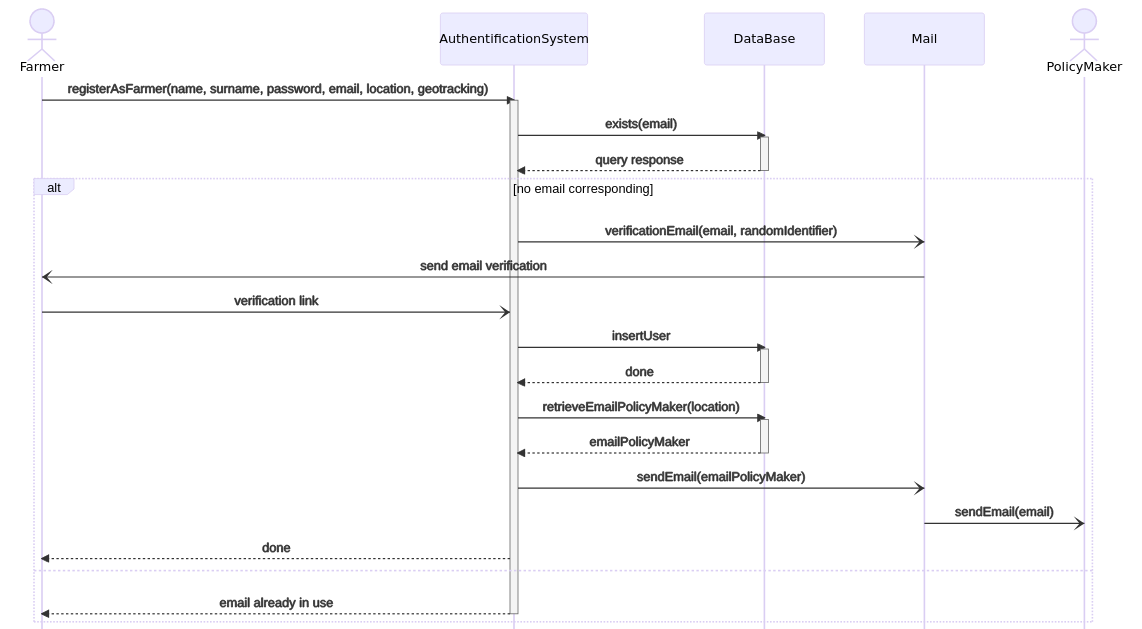 AuthentificationSystem
DataBase
Mail
Farmer
PolicyMaker
registerAsFarmer(name, surname, password, email, location, geotracking)
exists(email)
query response
alt
[no email corresponding]
verificationEmail(email, randomIdentifier)
send email verification
verification link
insertUser
done
retrieveEmailPolicyMaker(location)
emailPolicyMaker
sendEmail(emailPolicyMaker)
sendEmail(email)
done
email already in use